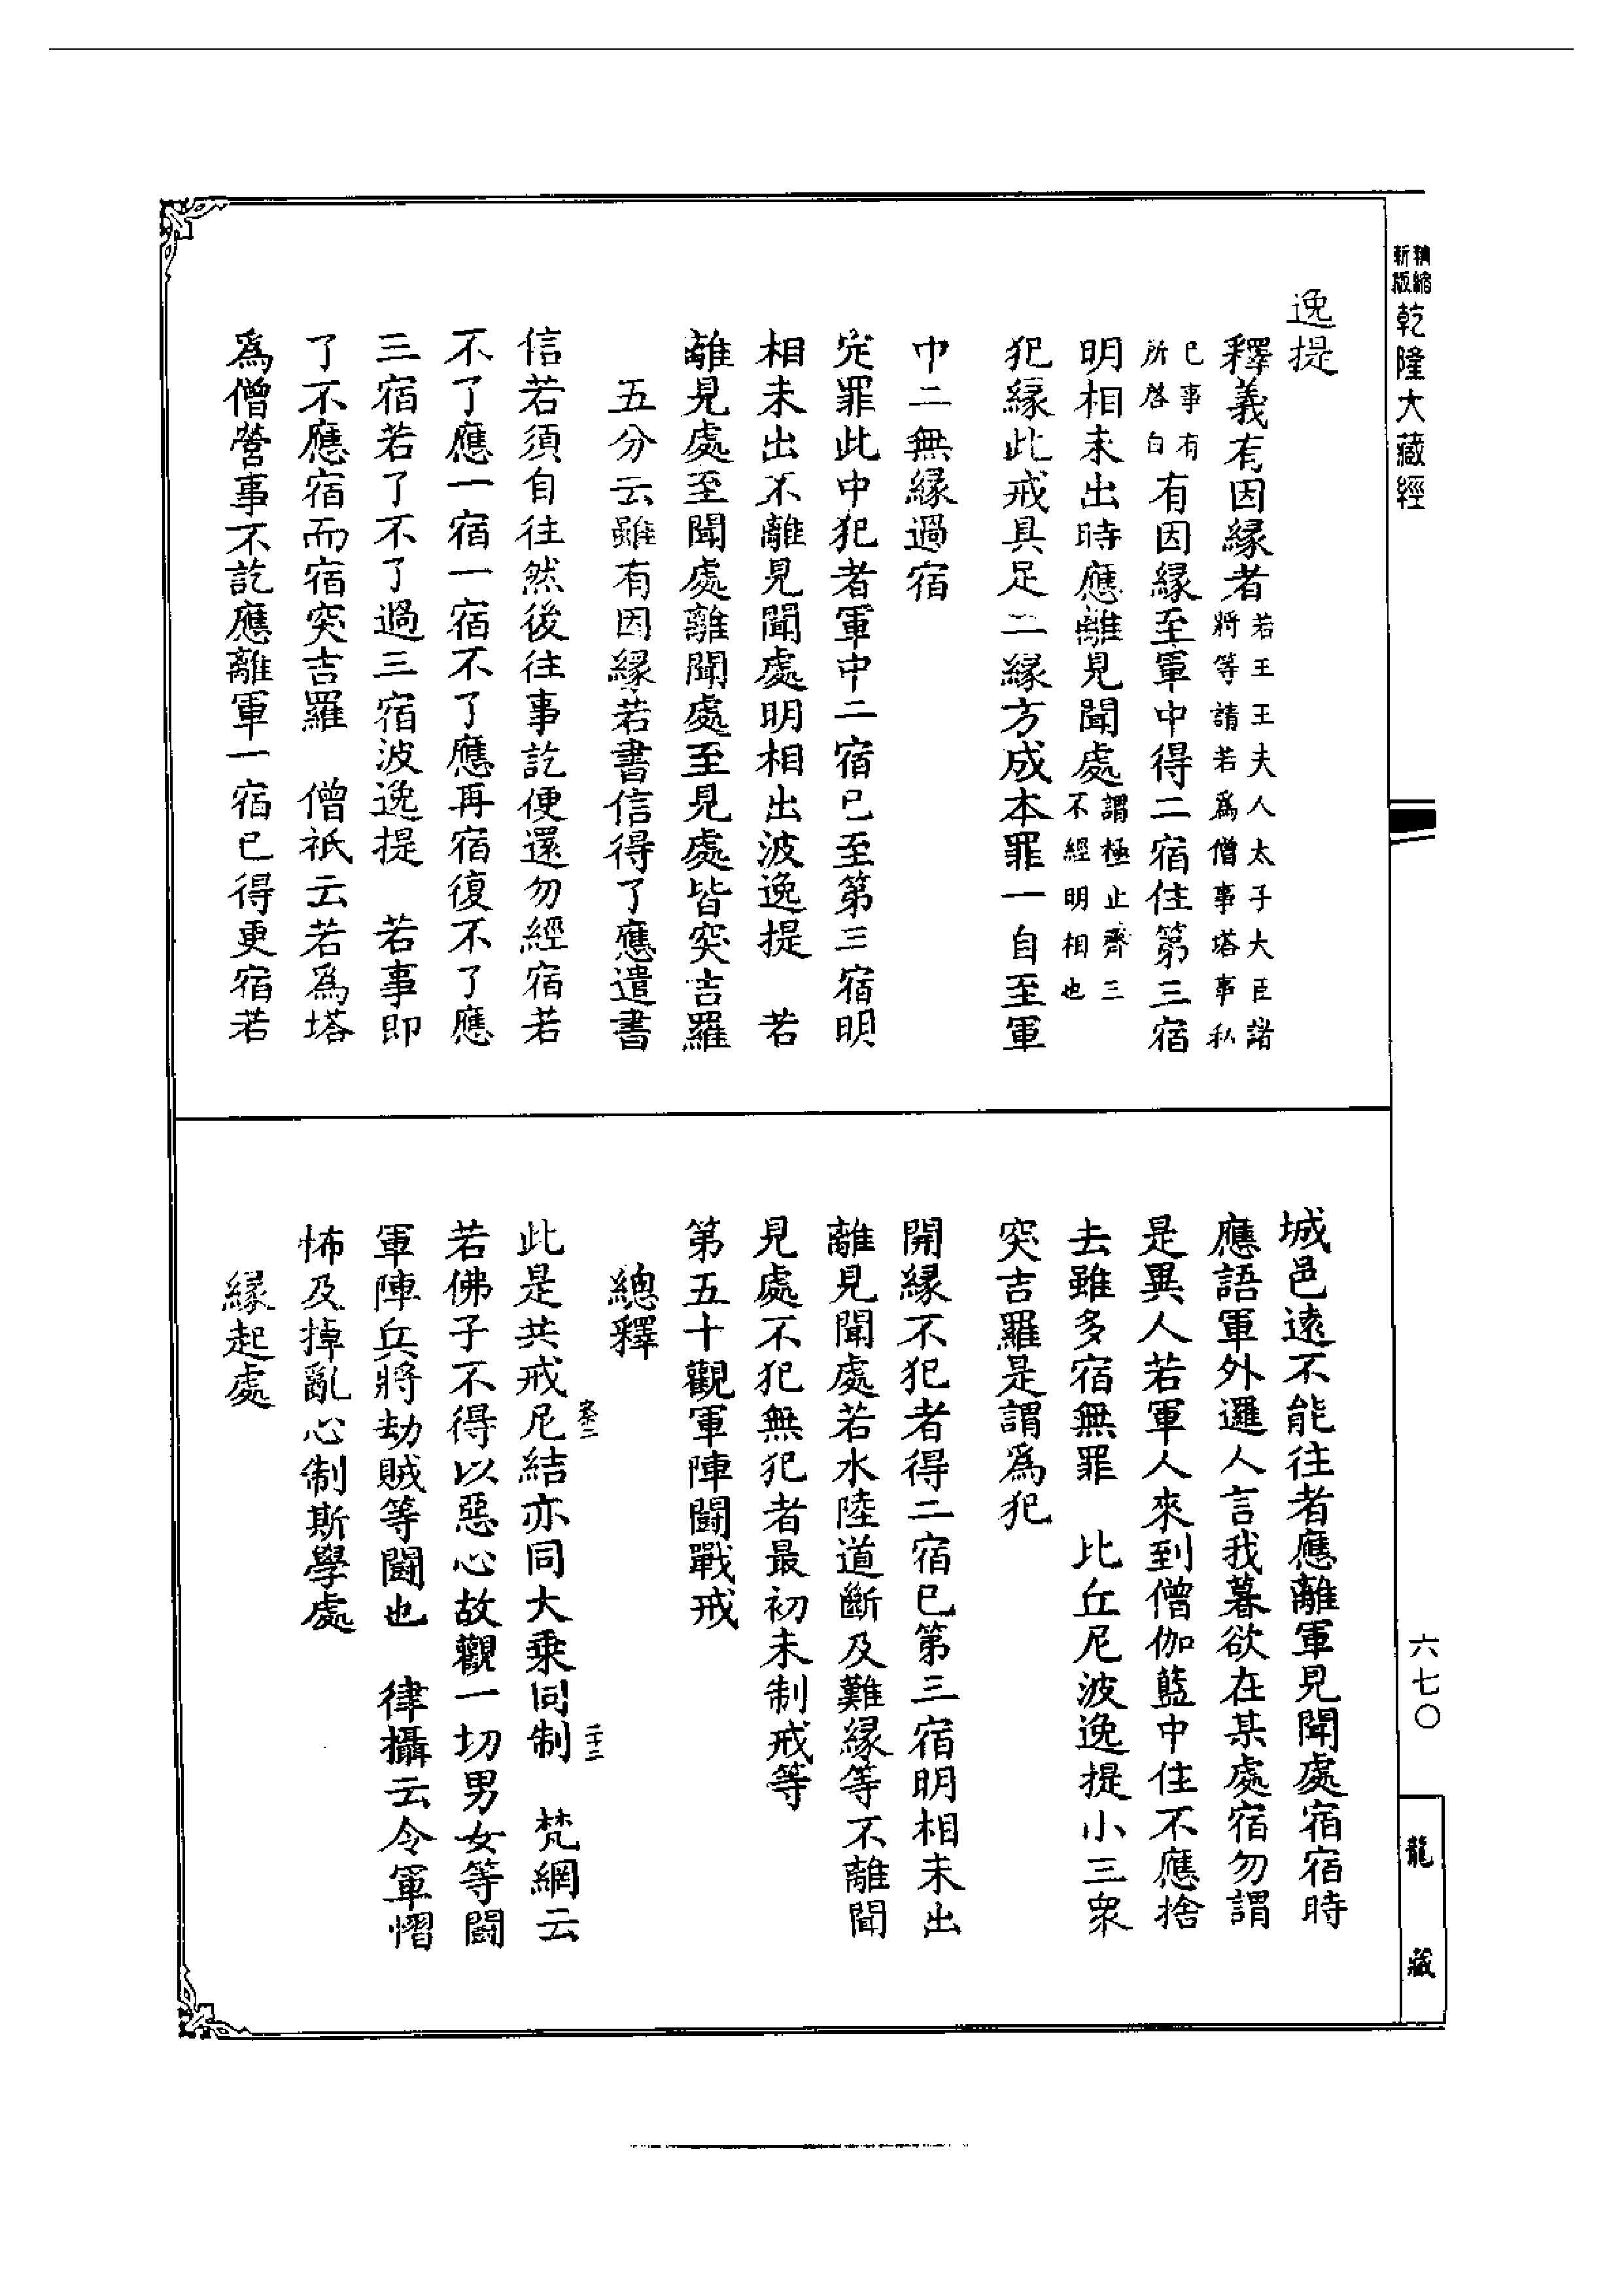 精縮
新版
乾隆大藏經
逸提
釋義有因緣者若王王夫人太子大臣諸將等請若爲僧事塔事私
已事有所啓白有因緣至軍中得二宿住第三宿
明相未出時應離見聞處謂極止齊三不經明相也
犯緣此戒具足二緣方成本罪一自至軍
中二無緣過宿
定罪此中犯者軍中二宿已至第三宿明
相未出不離見聞處明相出波逸提　若
離見處至聞處離聞處至見處皆突吉羅
五分云雖有因緣若書信得了應遣書
信若須自往然後往事訖便還勿經宿若
不了應一宿一宿不了應再宿復不了應
三宿若了不了過三宿波逸提　若事即
了不應宿而宿突吉羅　僧祇云若爲塔
爲僧營事不訖應離軍一宿已得更宿若
城邑遠不能往者應離軍見聞處宿宿時
應語軍外邏人言我暮欲在某處宿勿謂
是異人若軍人來到僧伽藍中住不應捨
去雖多宿無罪　比丘尼波逸提小三衆
突吉羅是謂爲犯
開緣不犯者得二宿已第三宿明相未出
離見聞處若水陸道斷及難緣等不離聞
見處不犯無犯者最初未制戒等
第五十觀軍陣鬭戰戒
總釋
此是共戒尼結亦同大乘同制　梵網云
若佛子不得以惡心故觀一切男女等鬭
軍陣兵將劫賊等鬭也　律攝云令軍慴
怖及掉亂心制斯學處
緣起處
六七〇
龍藏